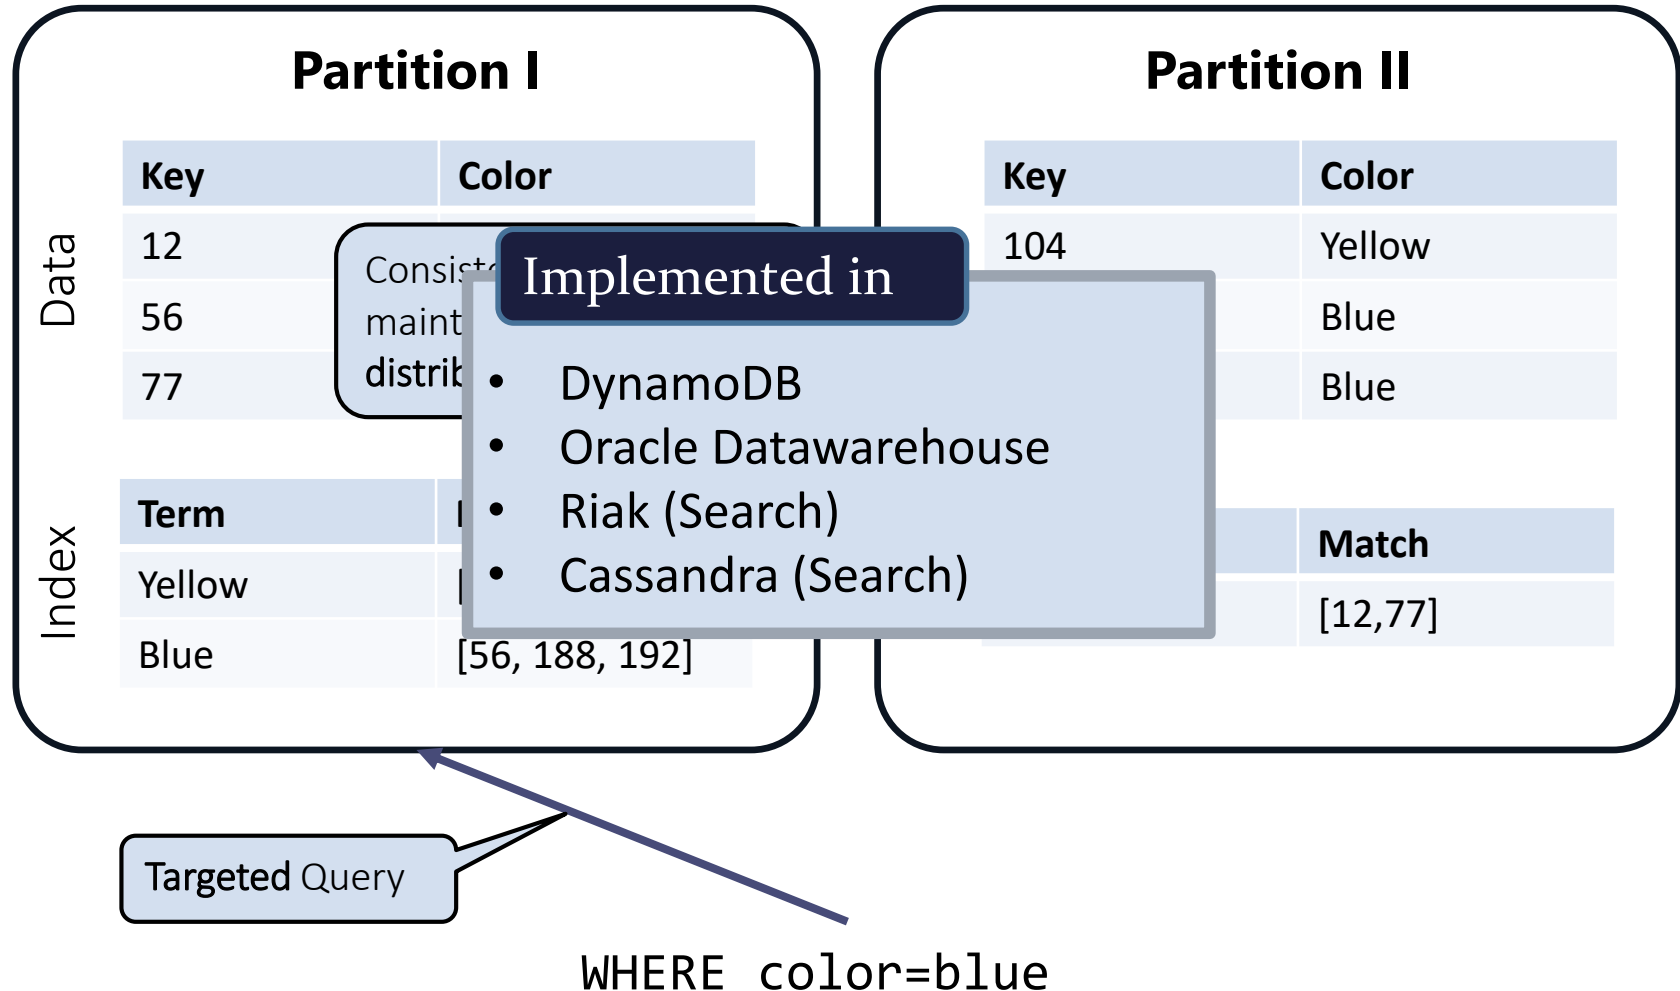 Partition I
Partition II
Data
Key Color
12
56
77
Key Color
104 Yellow
Blue
Blue
maint
Implemented in
• DynamoDB
• Oracle Datawarehouse
• Riak (Search)
• Cassandra (Search)
Index
Term
Yellow [
Blue [56, 188, 192]
Match
[12,77]
Targeted Query
WHERE color=blue